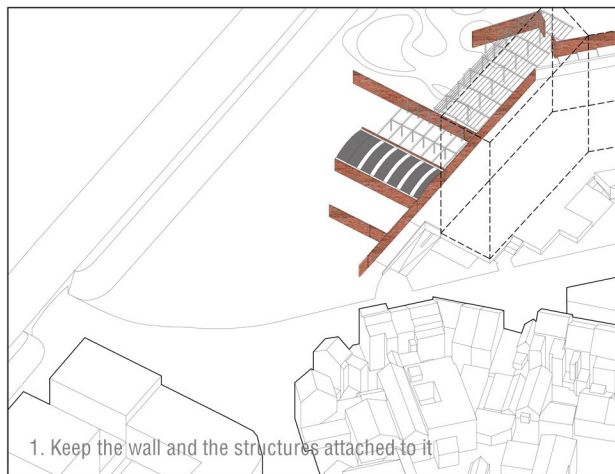 1. Keep the wall and the structures attached to it